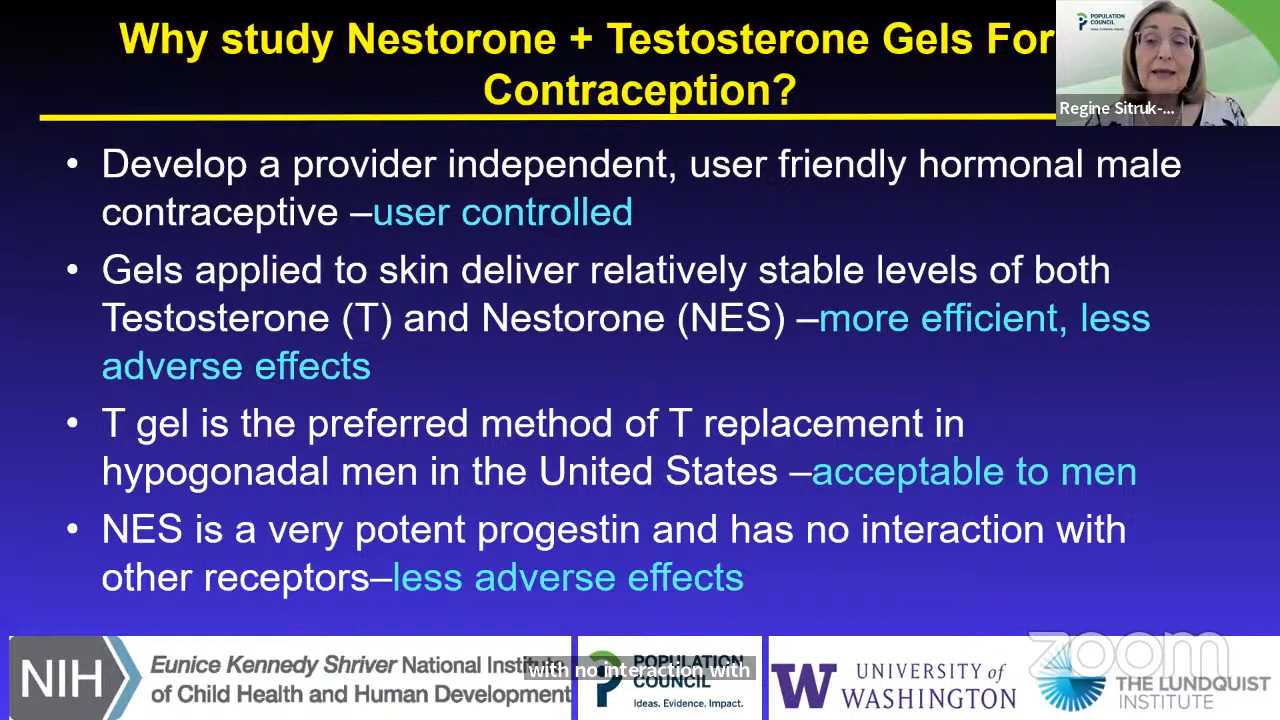 Why study Nestorone + Testosterone Gels For
Contraception?
POPULATION
COUNCIL
Ideas. Evidence. Impact.
Regine Sitruk-...
• Develop a provider independent, user friendly hormonal male
contraceptive –user controlled
• Gels applied to skin deliver relatively stable levels of both
Testosterone (T) and Nestorone (NES) –more efficient, less
adverse effects
• T gel is the preferred method of T replacement in
hypogonadal men in the United States –acceptable to men
• NES is a very potent progestin and has no interaction with
other receptors–less adverse effects
NIH
Eunice Kennedy Shriver National Institute
of Child Health and Human Development
with no interaction with
POPULATION
COUNCIL
Ideas. Evidence. Impact.
W
UNIVERSITY of
WASHINGTON
zoom
THE LUNDQUIST
INSTITUTE